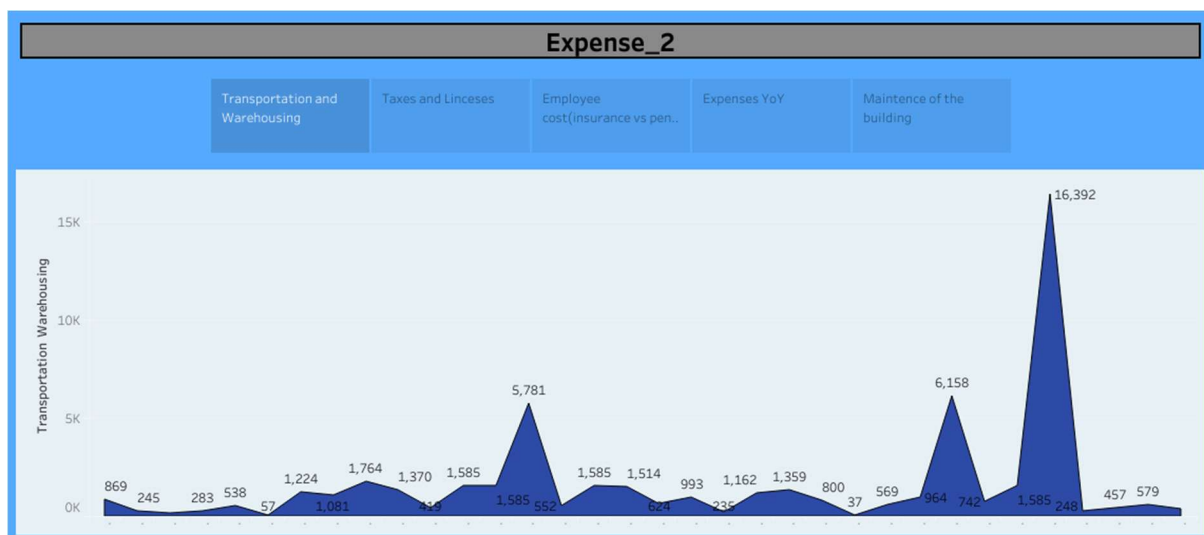 Expense_2
Transportation and
Warehousing
Taxes and Linceses
Employee
cost(insurance vs pen..
Expenses YoY
Maintence of the
building
Transportation Warehousing
15K
10K
5K
0K
869
245
283
538
57
1,224
1,081
1,764
1,370
419
1,585
1,585
5,781
552
1,585
1,514
624
993
235
1,162
1,359
800
37
569
964
6,158
742
1,585
16,392
248
457
579